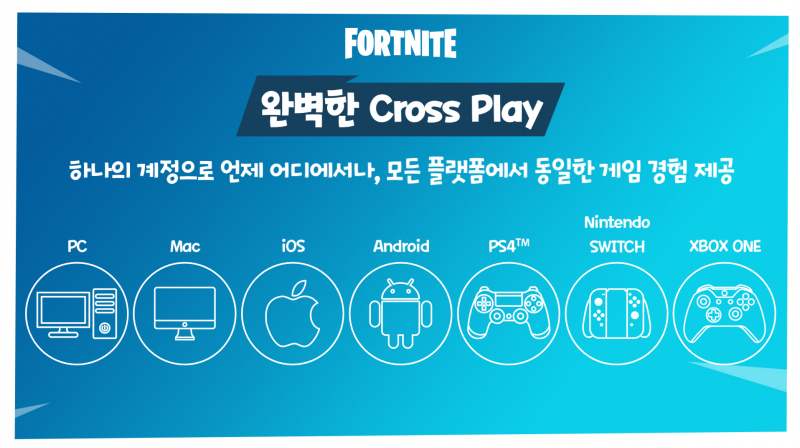 FORTNITE
완벽한 Cross Play
하나의 계정으로 언제 어디에서나, 모든 플랫폼에서 동일한 게임 경험 제공
PC
Mac
iOS
Android
PS4™
Nintendo
SWITCH
XBOX ONE